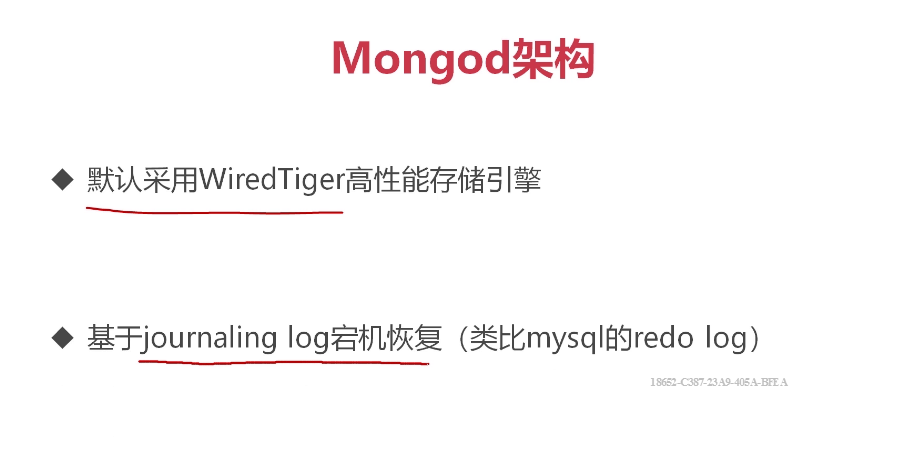 Mongod架构
◆ 默认采用WiredTiger高性能存储引擎
◆ 基于journaling log宕机恢复（类比mysql的redo log）
18652-C387-23A9-405A-BFEA